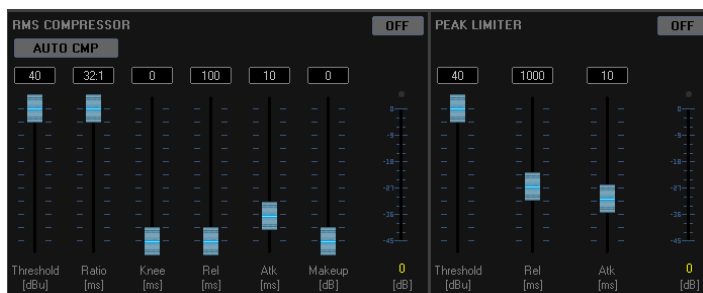 RMS COMPRESSOR OFF PEAK LIMITER OFF
AUTO CMP
40 32:1 0 100 10 0 40 1000 10
0 0
-9 -9
-18 -18
-27 -27
-36 -36
-45 -45
Threshold Ratio Knee Rel Atk Makeup 0 Threshold Rel Atk 0
[dBu] [ms] [ms] [ms] [ms] [dB] [dB] [dBu] [ms] [ms] [dB]